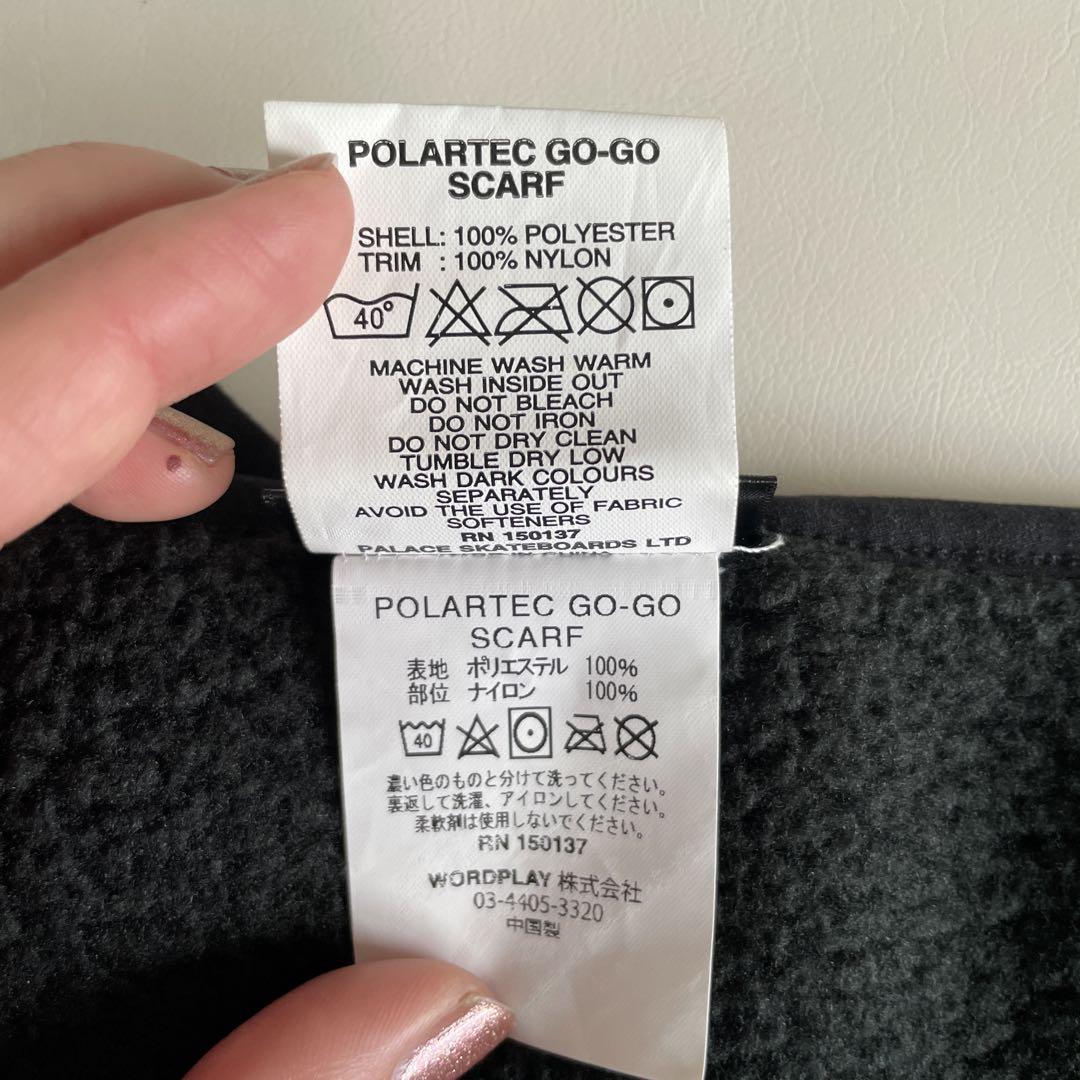 POLARTEC GO-GO
SCARF
SHELL: 100% POLYESTER
TRIM : 100% NYLON
40°
MACHINE WASH WARM
WASH INSIDE OUT
DO NOT BLEACH
DO NOT IRON
DO NOT DRY CLEAN
TUMBLE DRY LOW
WASH DARK COLOURS
SEPARATELY
AVOID THE USE OF FABRIC
SOFTENERS
RN 150137
PALACE SKATEBOARDS LTD
POLARTEC GO-GO
SCARF
表地 ポリエステル 100%
部位 ナイロン 100%
40
濃い色のものと分けて洗ってください。
裏返して洗濯、アイロンしてください。
柔軟剤は使用しないでください。
RN 150137
WORDPLAY 株式会社
03-4405-3320
中国製